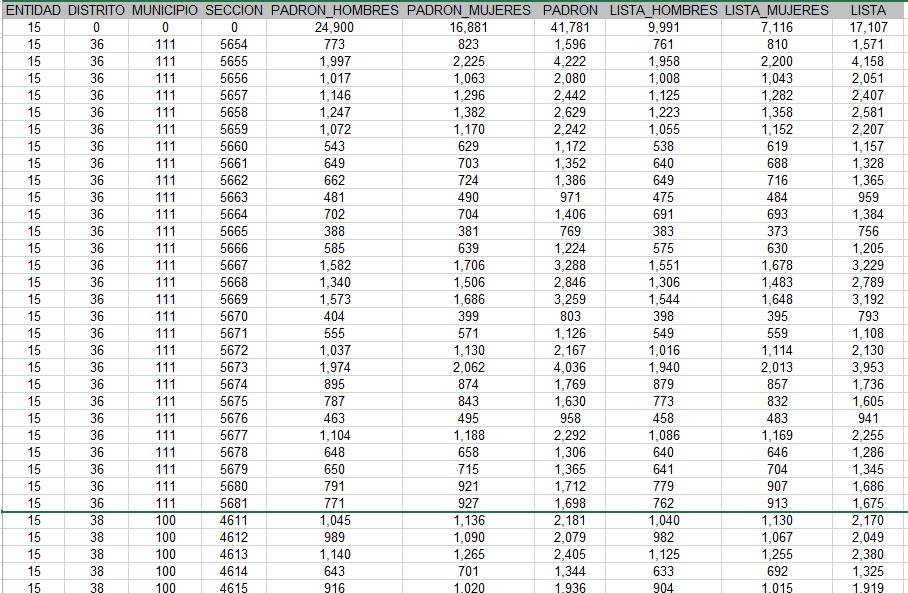 ENTIDAD DISTRITO MUNICIPIO SECCION PADRON_HOMBRES PADRON_MUJERES PADRON LISTA_HOMBRES LISTA_MUJERES LISTA
15 0 0 0 24,900 16,881 41,781 9,991 7,116 17,107
15 36 111 5654 773 823 1,596 761 810 1,571
15 36 111 5655 1,997 2,225 4,222 1,958 2,200 4,158
15 36 111 5656 1,017 1,063 2,080 1,008 1,043 2,051
15 36 111 5657 1,146 1,296 2,442 1,125 1,282 2,407
15 36 111 5658 1,247 1,382 2,629 1,223 1,358 2,581
15 36 111 5659 1,072 1,170 2,242 1,055 1,152 2,207
15 36 111 5660 543 629 1,172 538 619 1,157
15 36 111 5661 649 703 1,352 640 688 1,328
15 36 111 5662 662 724 1,386 649 716 1,365
15 36 111 5663 481 490 971 475 484 959
15 36 111 5664 702 704 1,406 691 693 1,384
15 36 111 5665 388 381 769 383 373 756
15 36 111 5666 585 639 1,224 575 630 1,205
15 36 111 5667 1,582 1,706 3,288 1,551 1,678 3,229
15 36 111 5668 1,340 1,506 2,846 1,306 1,483 2,789
15 36 111 5669 1,573 1,686 3,259 1,544 1,648 3,192
15 36 111 5670 404 399 803 398 395 793
15 36 111 5671 555 571 1,126 549 559 1,108
15 36 111 5672 1,037 1,130 2,167 1,016 1,114 2,130
15 36 111 5673 1,974 2,062 4,036 1,940 2,013 3,953
15 36 111 5674 895 874 1,769 879 857 1,736
15 36 111 5675 787 843 1,630 773 832 1,605
15 36 111 5676 463 495 958 458 483 941
15 36 111 5677 1,104 1,188 2,292 1,086 1,169 2,255
15 36 111 5678 648 658 1,306 640 646 1,286
15 36 111 5679 650 715 1,365 641 704 1,345
15 36 111 5680 791 921 1,712 779 907 1,686
15 36 111 5681 771 927 1,698 762 913 1,675
15 38 100 4611 1,045 1,136 2,181 1,040 1,130 2,170
15 38 100 4612 989 1,090 2,079 982 1,067 2,049
15 38 100 4613 1,140 1,265 2,405 1,125 1,255 2,380
15 38 100 4614 643 701 1,344 633 692 1,325
15 38 100 4615 916 1,020 1,936 904 1,015 1,919